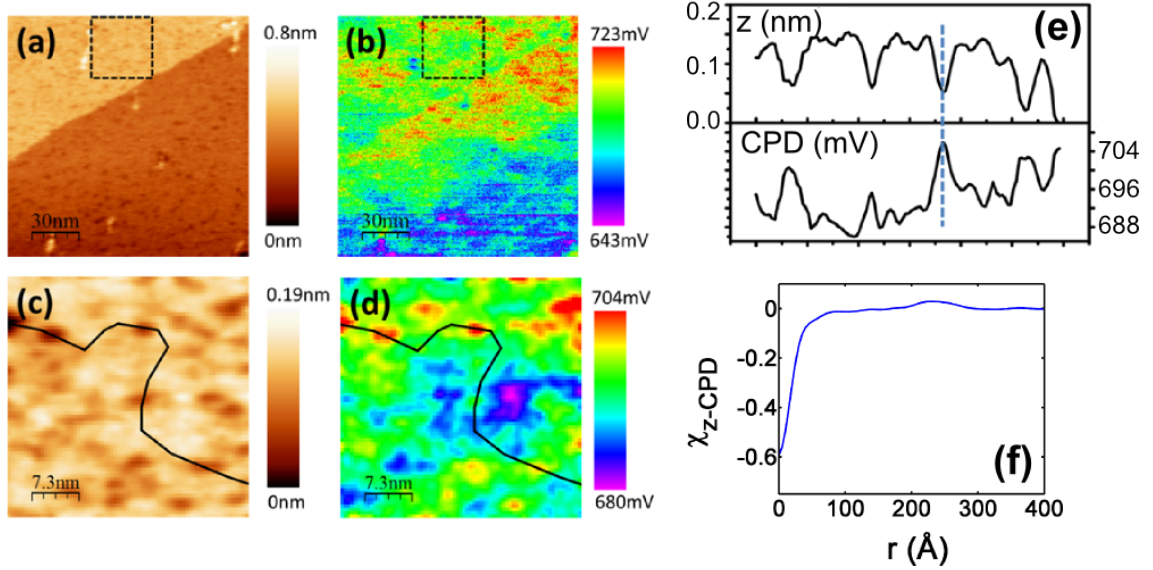 (a)
0.8nm
30nm
0nm
(b)
723mV
30nm
643mV
(c)
0.19nm
7.3nm
0nm
(d)
704mV
7.3nm
680mV
(e)
z (nm)
0.2
0.1
0.0
CPD (mV)
704
696
688
(f)
0
-0.2
-0.4
-0.6
χz-CPD
0 100 200 300 400
r (Å)